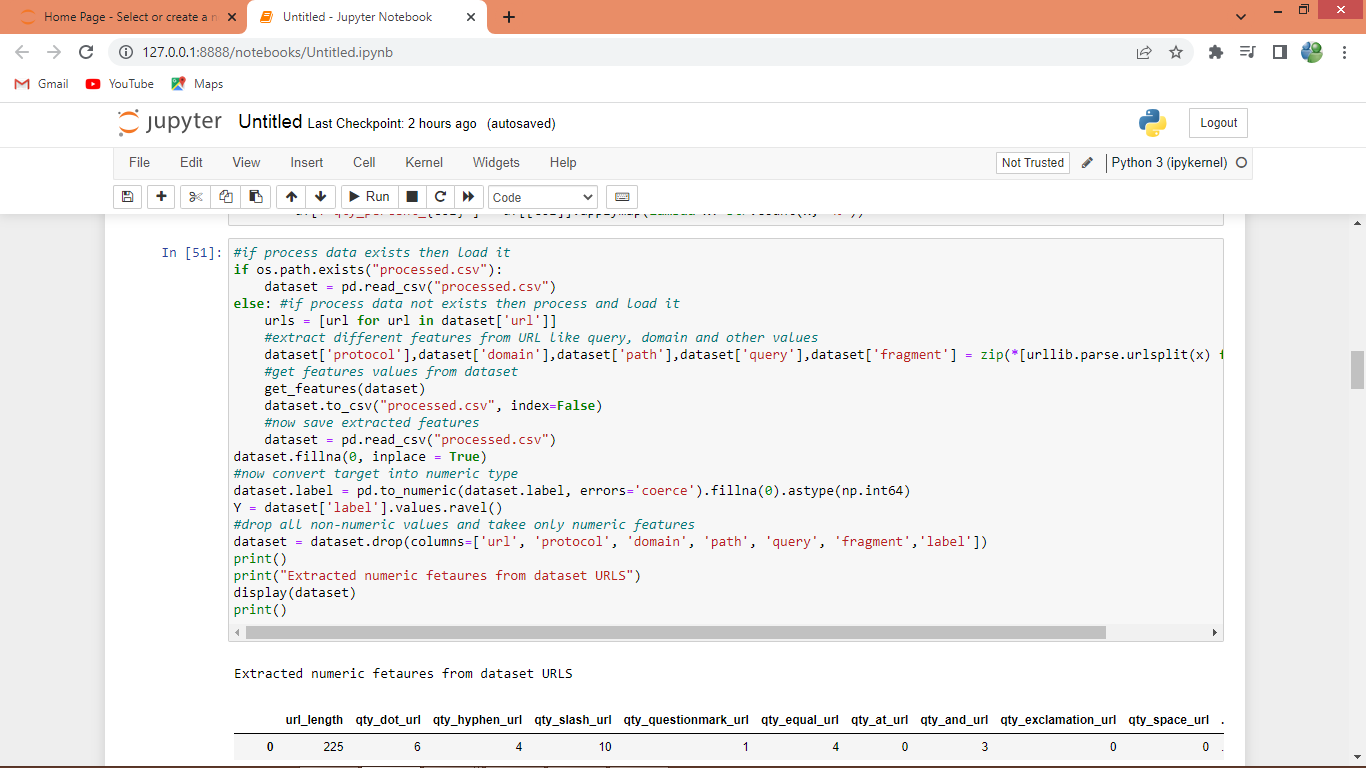 Home Page - Select or create a n
Untitled - Jupyter Notebook
127.0.0.1:8888/notebooks/Untitled.ipynb
Gmail
YouTube
Maps
jupyter Untitled Last Checkpoint: 2 hours ago (autosaved)
Logout
File Edit View Insert Cell Kernel Widgets Help
Not Trusted
Python 3 (ipykernel)
Run
Code
In [51]:
#if process data exists then load it
if os.path.exists("processed.csv"):
    dataset = pd.read_csv("processed.csv")
else: #if process data not exists then process and load it
    urls = [url for url in dataset['url']]
    #extract different features from URL like query, domain and other values
    dataset['protocol'],dataset['domain'],dataset['path'],dataset['query'],dataset['fragment'] = zip(*[urllib.parse.urlsplit(x) f
    #get features values from dataset
    get_features(dataset)
    dataset.to_csv("processed.csv", index=False)
    #now save extracted features
    dataset = pd.read_csv("processed.csv")
dataset.fillna(0, inplace = True)
#now convert target into numeric type
dataset.label = pd.to_numeric(dataset.label, errors='coerce').fillna(0).astype(np.int64)
Y = dataset['label'].values.ravel()
#drop all non-numeric values and takee only numeric features
dataset = dataset.drop(columns=['url', 'protocol', 'domain', 'path', 'query', 'fragment','label'])
print()
print("Extracted numeric fetaures from dataset URLS")
display(dataset)
print()
Extracted numeric fetaures from dataset URLS
url_length qty_dot_url qty_hyphen_url qty_slash_url qty_questionmark_url qty_equal_url qty_at_url qty_and_url qty_exclamation_url qty_space_url .
0 225 6 4 10 1 4 0 3 0 0 .